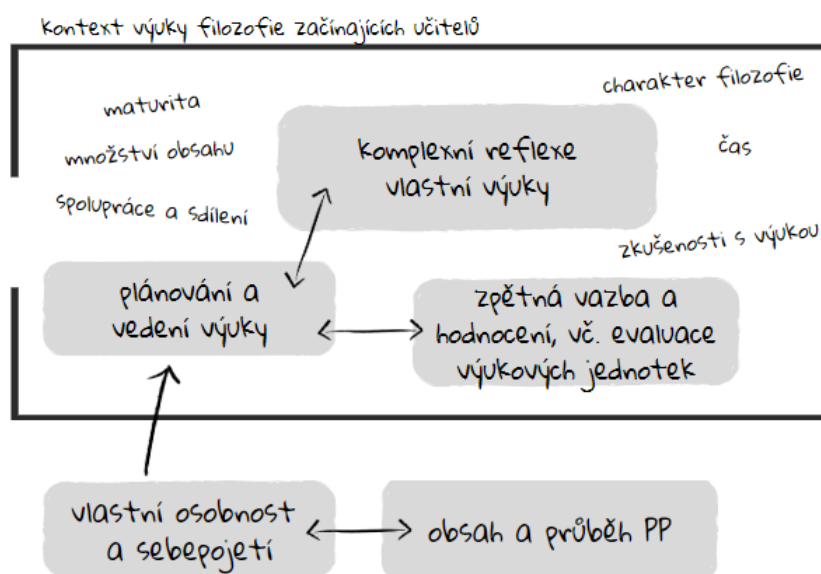 kontext výuky filozofie začínajících učitelů
maturita
množství obsahu
spolupráce a sdílení
komplexní reflexe
vlastní výuky
charakter filozofie
čas
zkušenosti s výukou
plánování a
vedení výuky
zpětná vazba a
hodnocení, vč. evaluace
výukových jednotek
vlastní osobnost
a sebepojetí
obsah a průběh PP